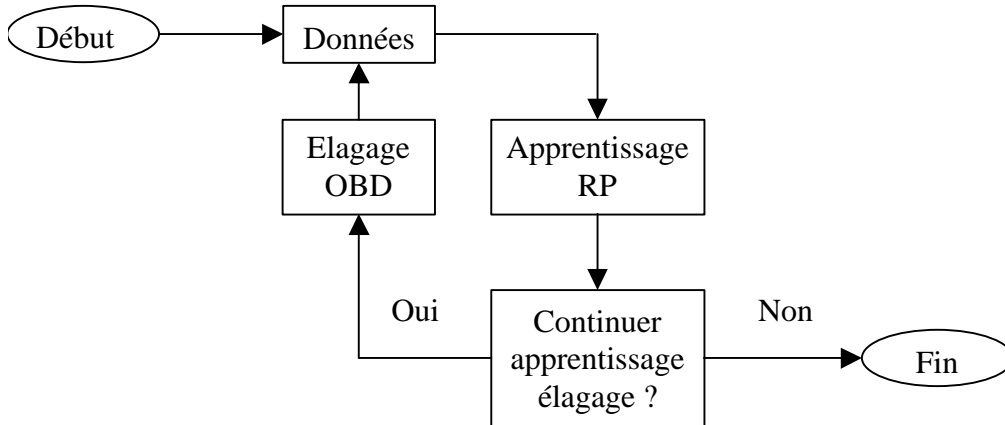 Début
Données
Elagage
OBD
Apprentissage
RP
Oui
Continuer
apprentissage
élagage ?
Non
Fin